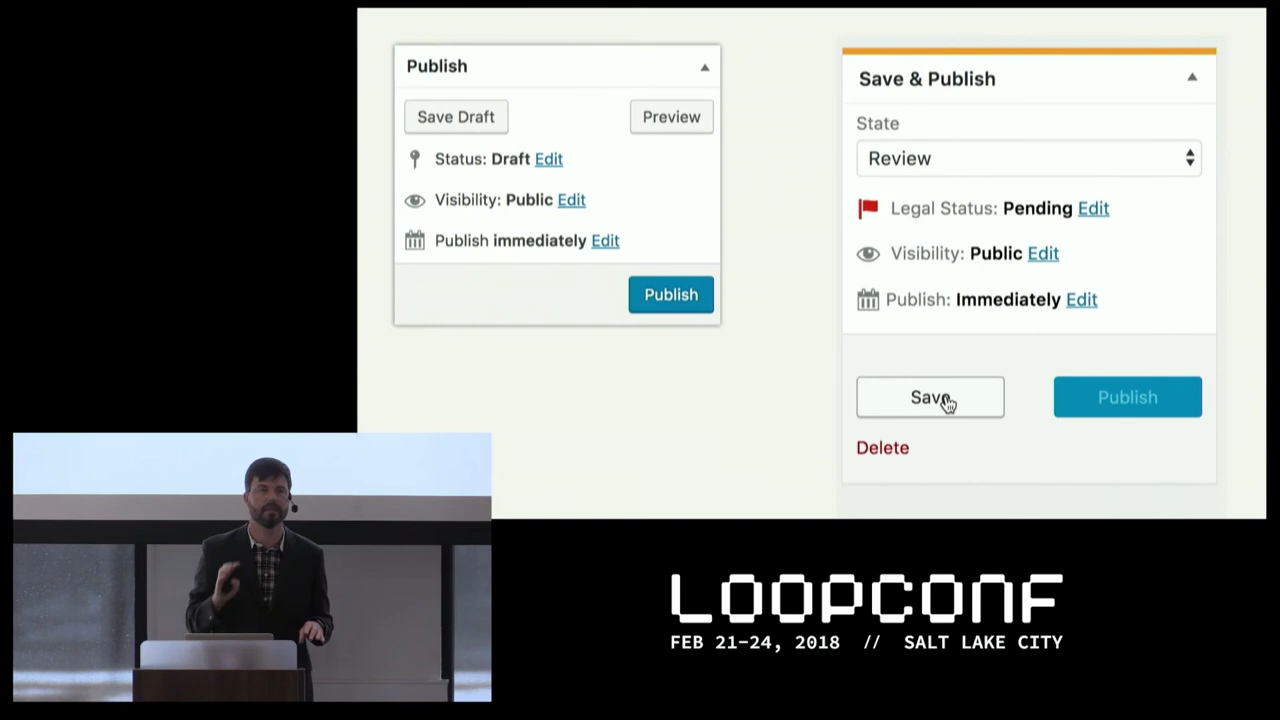 Publish
Save Draft
Preview
Status: Draft Edit
Visibility: Public Edit
Publish immediately Edit
Publish
Save & Publish
State
Review
Legal Status: Pending Edit
Visibility: Public Edit
Publish: Immediately Edit
Save
Publish
Delete
LOOPCONF
FEB 21-24, 2018 // SALT LAKE CITY